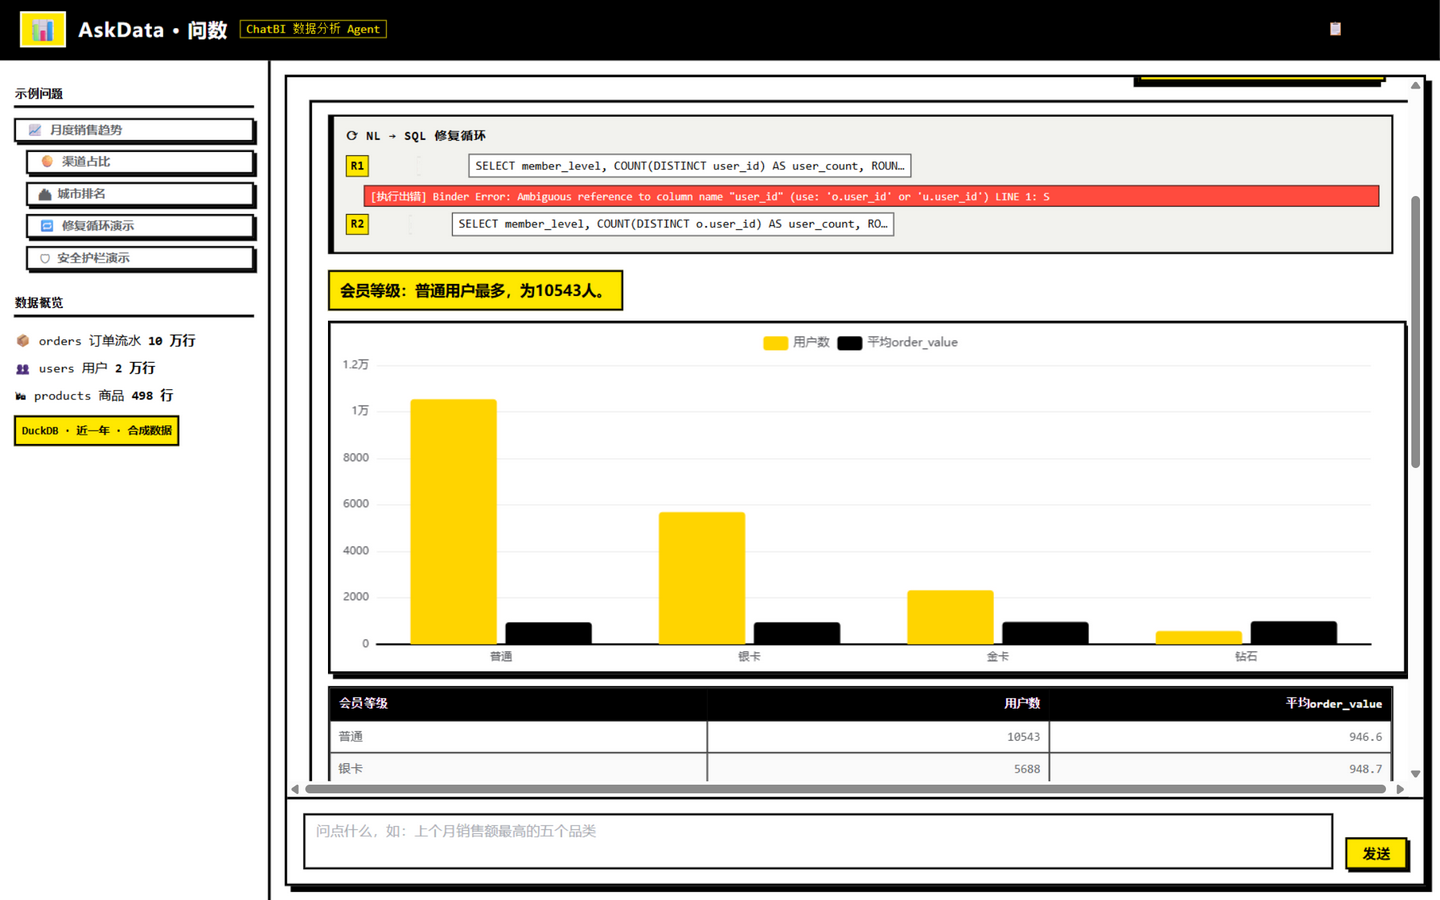 AskData • 问数
ChatBI 数据分析 Agent
示例问题
月度销售趋势
渠道占比
城市排名
修复循环演示
安全护栏演示
数据概览
orders 订单流水 10 万行
users 用户 2 万行
products 商品 498 行
DuckDB · 近一年 · 合成数据
NL → SQL 修复循环
R1
SELECT member_level, COUNT(DISTINCT user_id) AS user_count, ROUN…
[执行出错] Binder Error: Ambiguous reference to column name "user_id" (use: 'o.user_id' or 'u.user_id') LINE 1: S
R2
SELECT member_level, COUNT(DISTINCT o.user_id) AS user_count, RO…
会员等级：普通用户最多，为10543人。
用户数 平均order_value
1.2万
1万
8000
6000
4000
2000
0
普通 银卡 金卡 钻石
会员等级 用户数 平均order_value
普通 10543 946.6
银卡 5688 948.7
问点什么，如：上个月销售额最高的五个品类
发送